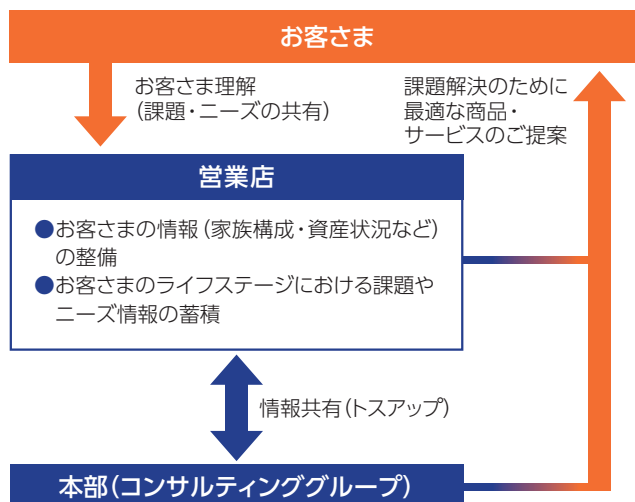 お客さま
お客さま理解
(課題・ニーズの共有)
課題解決のために
最適な商品・
サービスのご提案
営業店
●お客さまの情報(家族構成・資産状況など)
の整備
●お客さまのライフステージにおける課題や
ニーズ情報の蓄積
情報共有(トスアップ)
本部(コンサルティンググループ)